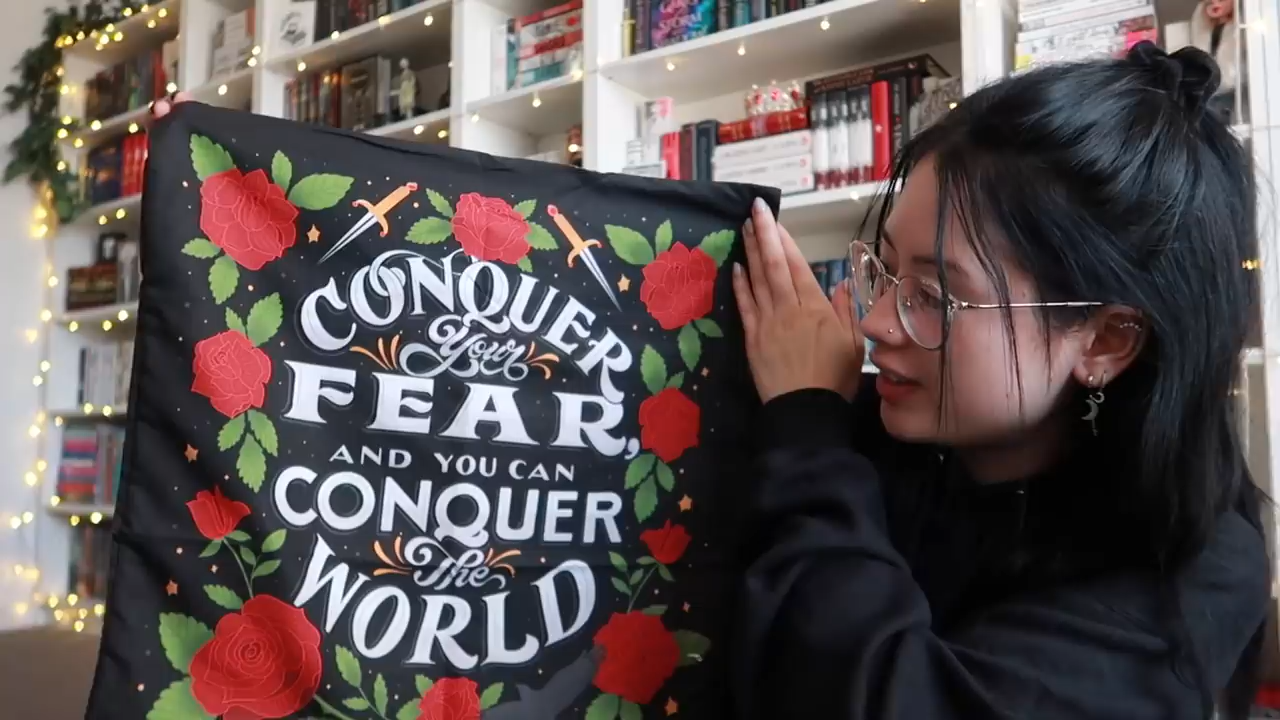 CONQUER
Your
FEAR,
AND YOU CAN
CONQUER
The
WORLD